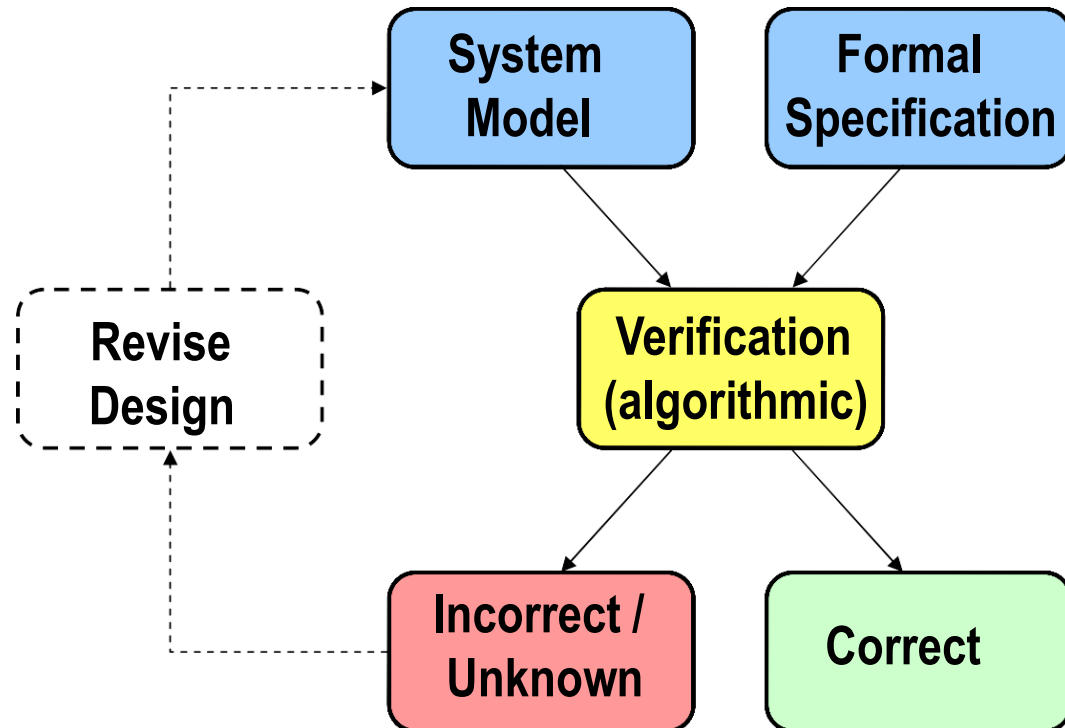 System
Model
Formal
Specification
Revise
Design
Verification
(algorithmic)
Incorrect /
Unknown
Correct